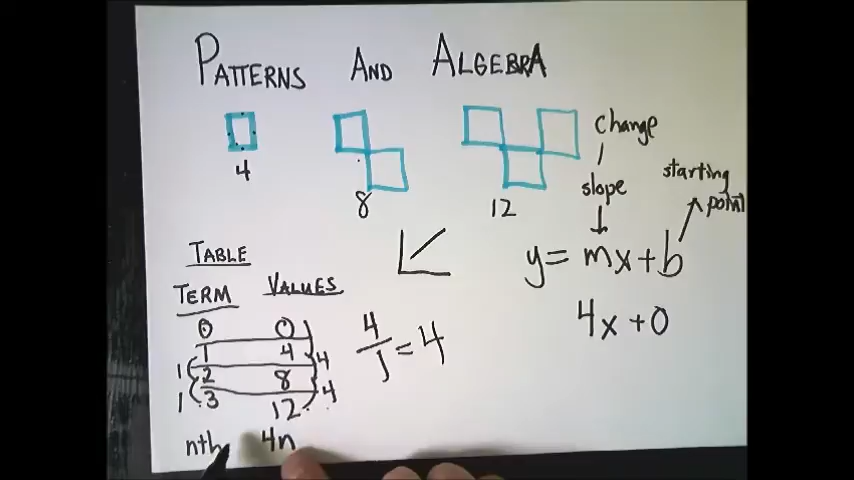 PATTERNS AND ALGEBRA
4
8
12
change
slope
starting
point
y = mx + b
4x + 0
TABLE
TERM VALUES
0 0
1 4
2 8
3 12
nth 4n
1
1
4
4
4/1 = 4